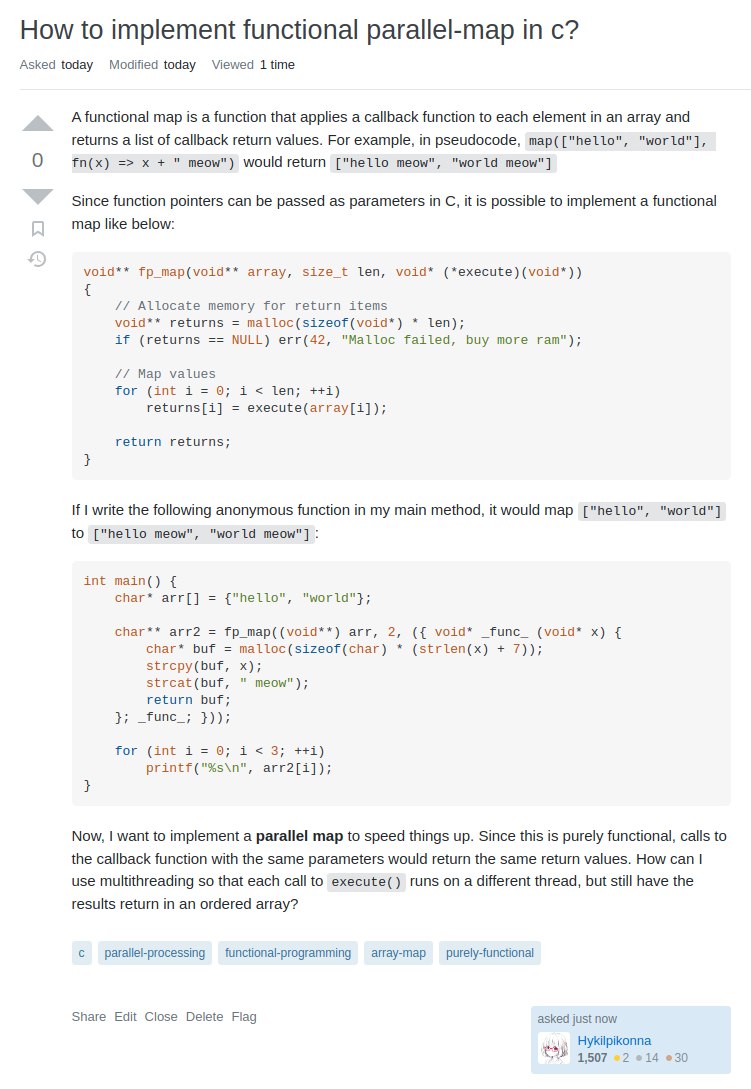 How to implement functional parallel-map in c?
Asked today Modified today Viewed 1 time
A functional map is a function that applies a callback function to each element in an array and
0
returns a list of callback return values. For example, in pseudocode, map(["hello", "world"],
fn(x) => x + " meow") would return ["hello meow", "world meow"]
Since function pointers can be passed as parameters in C, it is possible to implement a functional
map like below:
void** fp_map(void** array, size_t len, void* (*execute)(void*))
{
    // Allocate memory for return items
    void** returns = malloc(sizeof(void*) * len);
    if (returns == NULL) err(42, "Malloc failed, buy more ram");
    // Map values
    for (int i = 0; i < len; ++i)
        returns[i] = execute(array[i]);
    return returns;
}
If I write the following anonymous function in my main method, it would map ["hello", "world"]
to ["hello meow", "world meow"]:
int main() {
    char* arr[] = {"hello", "world"};
    char** arr2 = fp_map((void**) arr, 2, ({ void* _func_ (void* x) {
        char* buf = malloc(sizeof(char) * (strlen(x) + 7));
        strcpy(buf, x);
        strcat(buf, " meow");
        return buf;
    }; _func_; }));
    for (int i = 0; i < 3; ++i)
        printf("%s\n", arr2[i]);
}
Now, I want to implement a parallel map to speed things up. Since this is purely functional, calls to
the callback function with the same parameters would return the same return values. How can I
use multithreading so that each call to execute() runs on a different thread, but still have the
results return in an ordered array?
c parallel-processing functional-programming array-map purely-functional
Share Edit Close Delete Flag
asked just now
Hykilpikonna
1,507 2 14 30